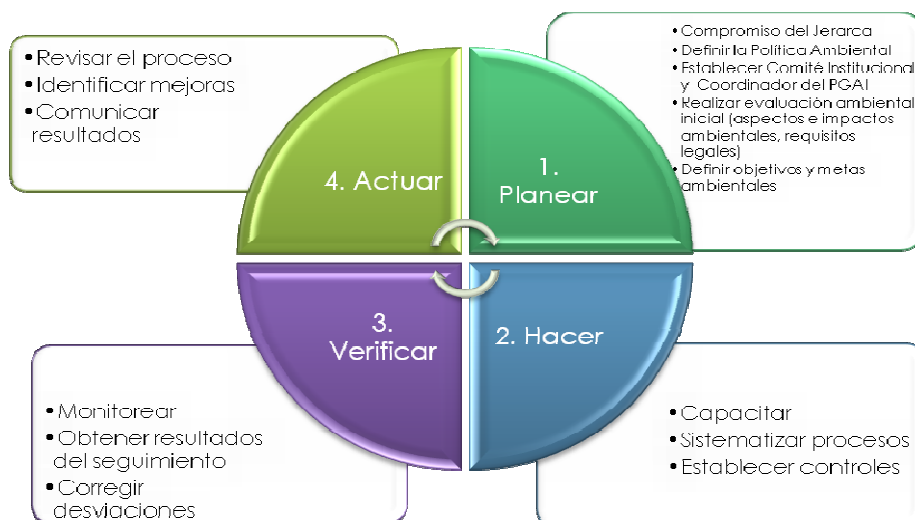 • Revisar el proceso
• Identificar mejoras
• Comunicar
resultados
• Compromiso del Jerarca
• Definir la Política Ambiental
• Establecer Comité Institucional
y Coordinador del PGAI
• Realizar evaluación ambiental
inicial (aspectos e impactos
ambientales, requisitos
legales)
• Definir objetivos y metas
ambientales
4. Actuar
1.
Planear
3.
Verificar
2. Hacer
• Monitorear
• Obtener resultados
del seguimiento
• Corregir
desviaciones
• Capacitar
• Sistematizar procesos
• Establecer controles